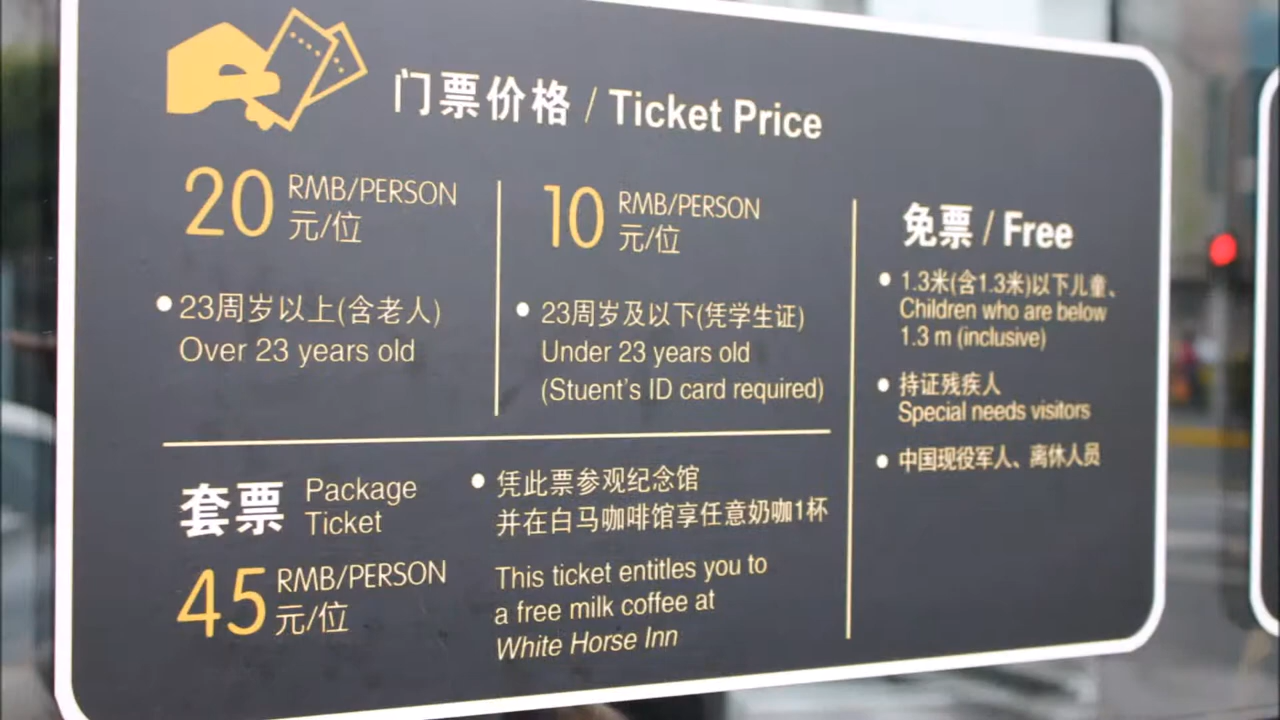 门票价格 / Ticket Price
20 RMB/PERSON
元/位
●23周岁以上(含老人)
Over 23 years old
10 RMB/PERSON
元/位
● 23周岁及以下(凭学生证)
Under 23 years old
(Stuent's ID card required)
免票 / Free
● 1.3米(含1.3米)以下儿童、
Children who are below
1.3 m (inclusive)
● 持证残疾人
Special needs visitors
● 中国现役军人、离休人员
套票 Package
Ticket
45 RMB/PERSON
元/位
● 凭此票参观纪念馆
并在白马咖啡馆享任意奶咖1杯
This ticket entitles you to
a free milk coffee at
White Horse Inn